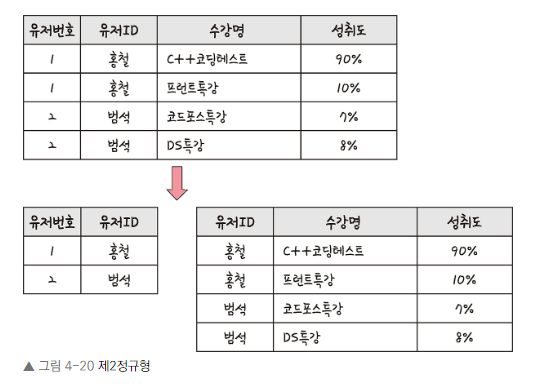 유저번호 유저ID 수강명 성취도
1 홍철 C++코딩테스트 90%
1 홍철 프런트특강 10%
2 범석 코드포스특강 7%
2 범석 DS특강 8%
유저번호 유저ID
1 홍철
2 범석
유저ID 수강명 성취도
홍철 C++코딩테스트 90%
홍철 프런트특강 10%
범석 코드포스특강 7%
범석 DS특강 8%
▲ 그림 4-20 제2정규형